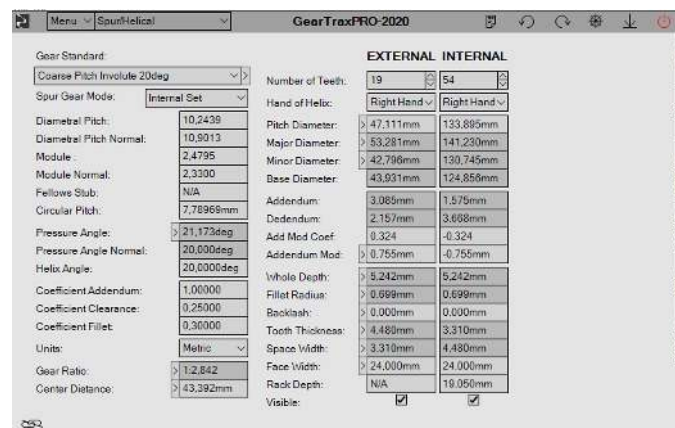 Menu Spur/Helical GearTraxPRO-2020
Gear Standard:
Coarse Pitch Involute 20deg
Spur Gear Mode: Internal Set
Diametral Pitch: 10,2439
Diametral Pitch Normal: 10,9013
Module : 2,4795
Module Normal: 2,3300
Fellows Stub: N/A
Circular Pitch: 7,78969mm
Pressure Angle: 21,173deg
Pressure Angle Normal: 20,000deg
Helix Angle: 20,0000deg
Coefficient Addendum: 1,00000
Coefficient Clearance: 0,25000
Coefficient Fillet: 0,30000
Units: Metric
Gear Ratio: 1:2,842
Center Distance: 43,392mm
EXTERNAL INTERNAL
Number of Teeth: 19 54
Hand of Helix: Right Hand Right Hand
Pitch Diameter: 47,111mm 133,895mm
Major Diameter: 53,281mm 141,230mm
Minor Diameter: 42,796mm 130,745mm
Base Diameter: 43,931mm 124,856mm
Addendum: 3.085mm 1.575mm
Dedendum: 2.157mm 3.668mm
Add Mod Coef: 0.324 -0.324
Addendum Mod: 0.755mm -0.755mm
Whole Depth: 5,242mm 5,242mm
Fillet Radius: 0.699mm 0.699mm
Backlash: 0.000mm 0.000mm
Tooth Thickness: 4,480mm 3,310mm
Space Width: 3,310mm 4,480mm
Face Width: 24,000mm 24,000mm
Rack Depth: N/A 19,050mm
Visible: